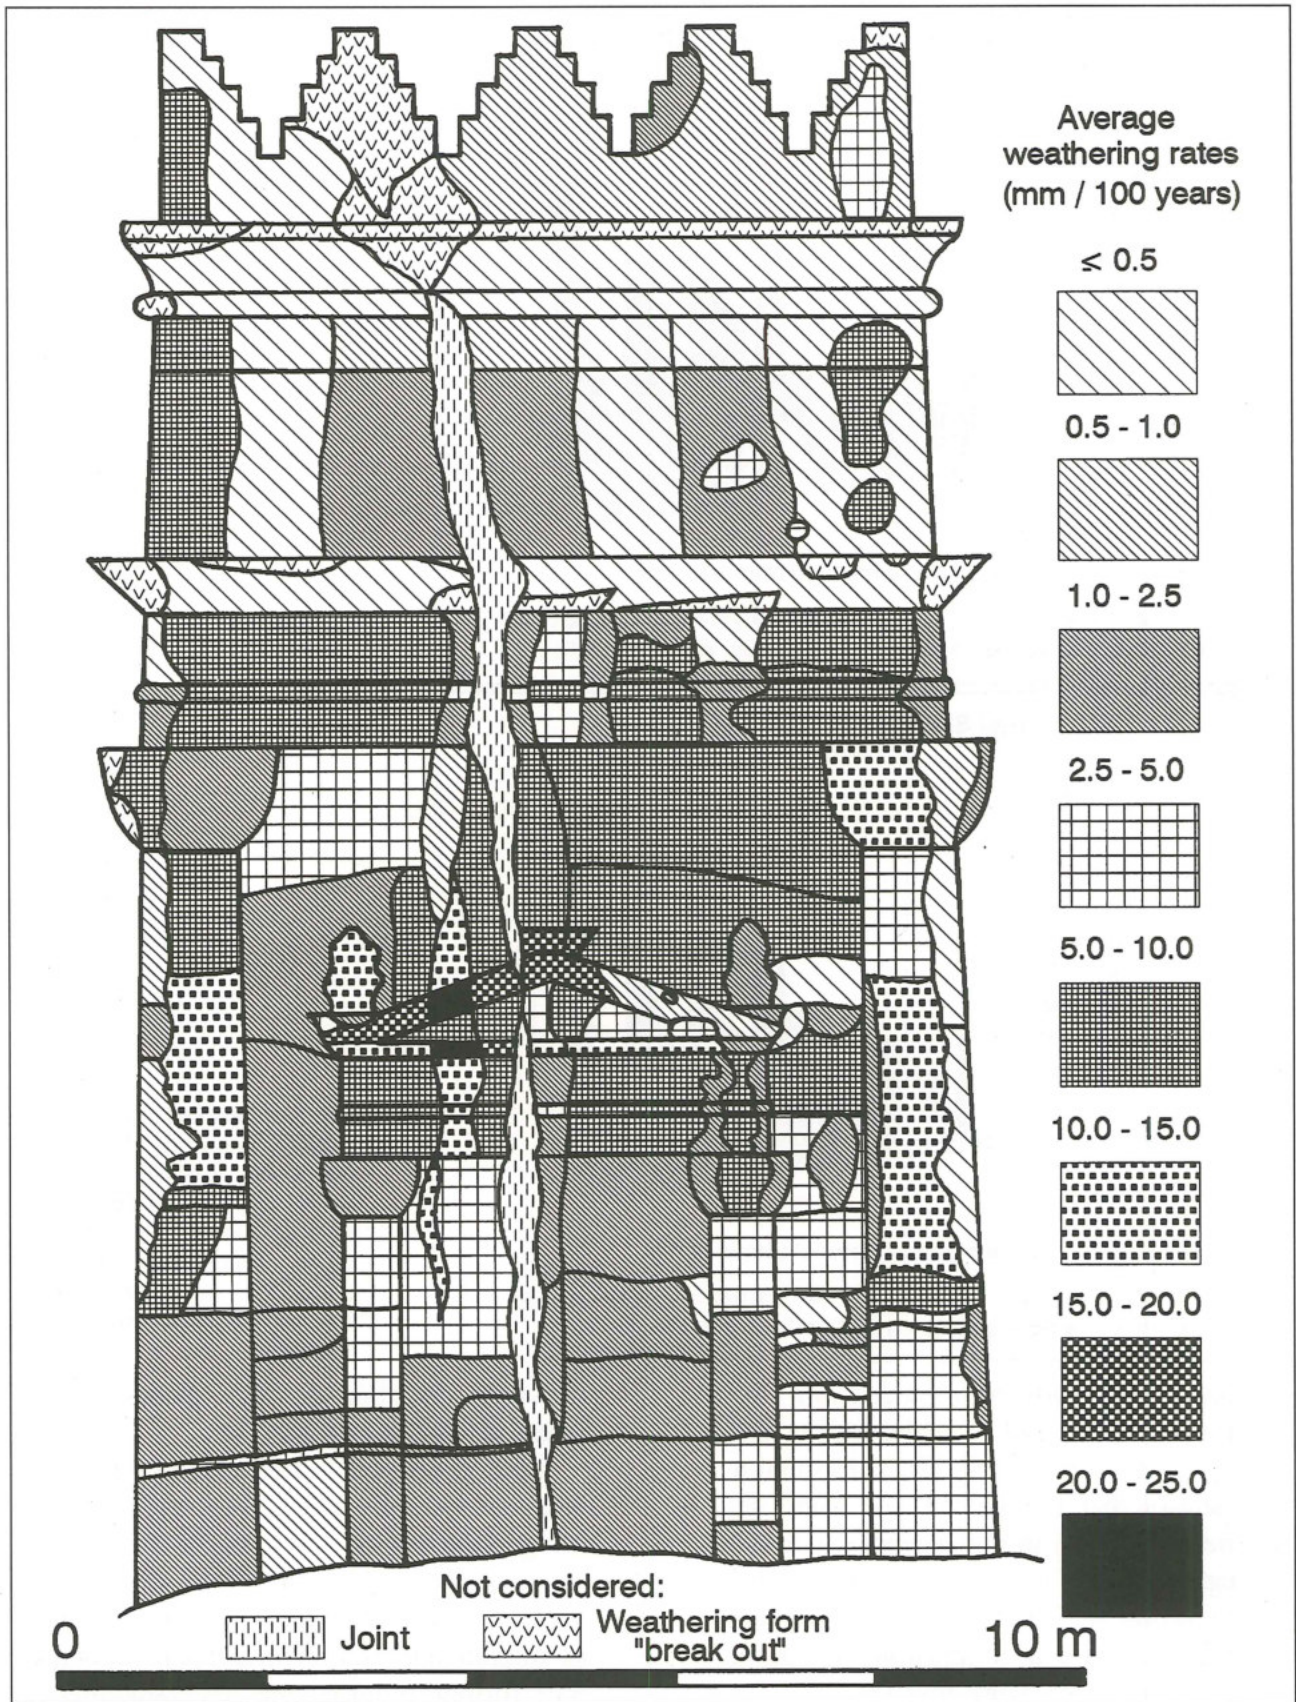 Average
weathering rates
(mm / 100 years)
≤ 0.5
0.5 - 1.0
1.0 - 2.5
2.5 - 5.0
5.0 - 10.0
10.0 - 15.0
15.0 - 20.0
20.0 - 25.0
Not considered:
Joint
Weathering form
"break out"
0
10 m